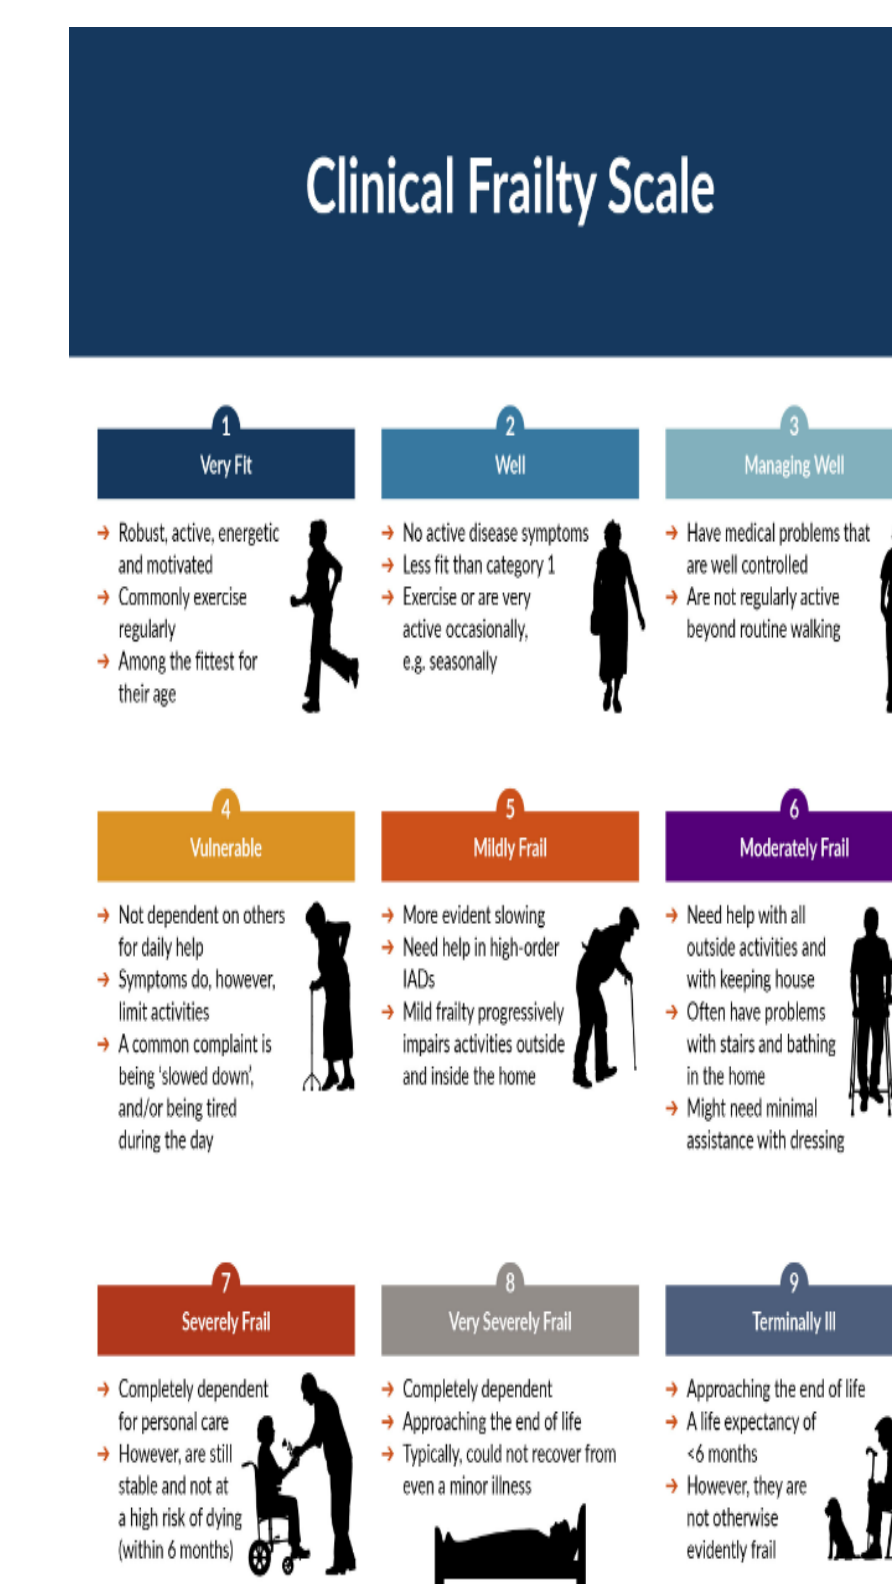 Clinical Frailty Scale
1
Very Fit
→ Robust, active, energetic
and motivated
→ Commonly exercise
regularly
→ Among the fittest for
their age
2
Well
→ No active disease symptoms
→ Less fit than category 1
→ Exercise or are very
active occasionally,
e.g. seasonally
3
Managing Well
→ Have medical problems that
are well controlled
→ Are not regularly active
beyond routine walking
4
Vulnerable
→ Not dependent on others
for daily help
→ Symptoms do, however,
limit activities
→ A common complaint is
being ‘slowed down’,
and/or being tired
during the day
5
Mildly Frail
→ More evident slowing
→ Need help in high-order
IADs
→ Mild frailty progressively
impairs activities outside
and inside the home
6
Moderately Frail
→ Need help with all
outside activities and
with keeping house
→ Often have problems
with stairs and bathing
in the home
→ Might need minimal
assistance with dressing
7
Severely Frail
→ Completely dependent
for personal care
→ However, are still
stable and not at
a high risk of dying
(within 6 months)
8
Very Severely Frail
→ Completely dependent
→ Approaching the end of life
→ Typically, could not recover from
even a minor illness
9
Terminally Ill
→ Approaching the end of life
→ A life expectancy of
<6 months
→ However, they are
not otherwise
evidently frail